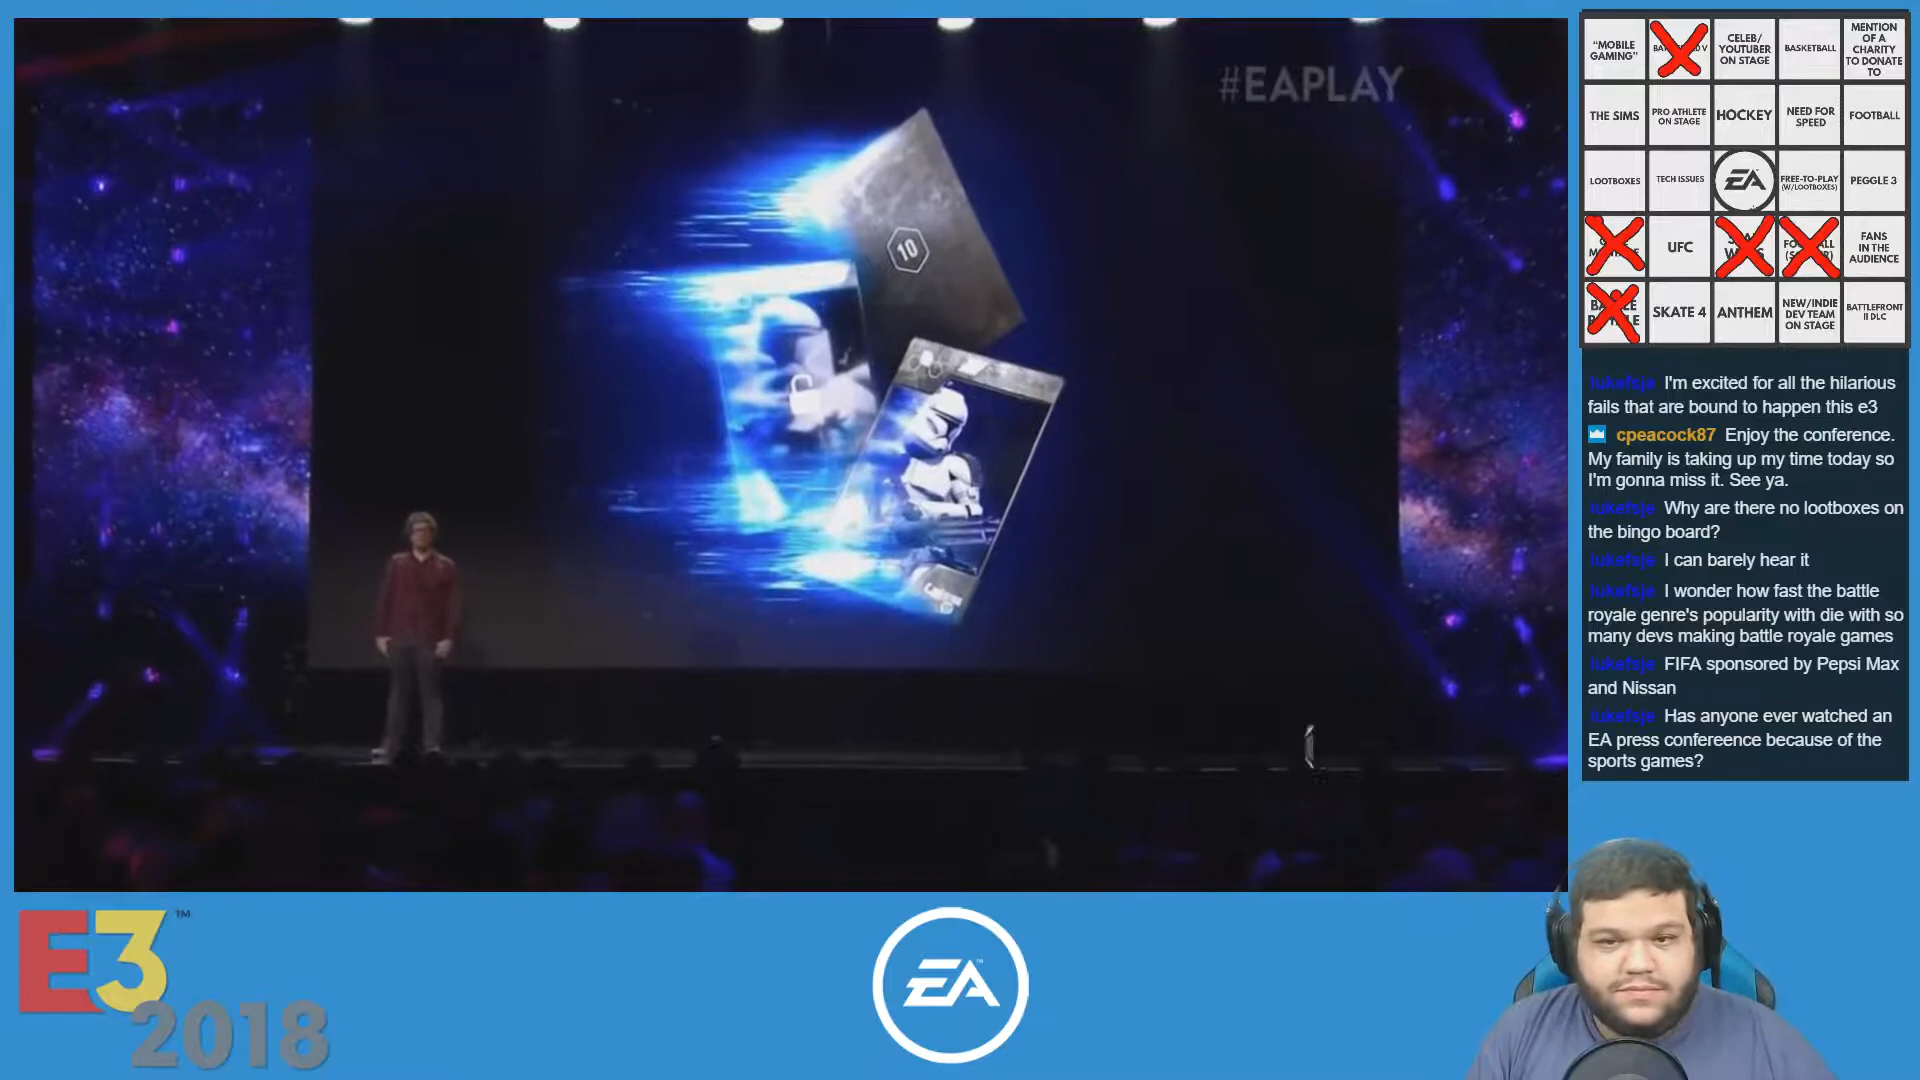 #EAPLAY
10
"MOBILE
GAMING"
CELEB/
YOUTUBER
ON STAGE
BASKETBALL
MENTION
OF A
CHARITY
TO DONATE
TO
THE SIMS
PRO ATHLETE
ON STAGE
HOCKEY
NEED FOR
SPEED
FOOTBALL
LOOTBOXES
TECH ISSUES
EA
FREE-TO-PLAY
(W/LOOTBOXES)
PEGGLE 3
UFC
FANS
IN THE
AUDIENCE
SKATE 4
ANTHEM
NEW/INDIE
DEV TEAM
ON STAGE
BATTLEFRONT
II DLC
lukefsje I'm excited for all the hilarious
fails that are bound to happen this e3
cpeacock87 Enjoy the conference.
My family is taking up my time today so
I'm gonna miss it. See ya.
lukefsje Why are there no lootboxes on
the bingo board?
lukefsje I can barely hear it
lukefsje I wonder how fast the battle
royale genre's popularity with die with so
many devs making battle royale games
lukefsje FIFA sponsored by Pepsi Max
and Nissan
lukefsje Has anyone ever watched an
EA press confereence because of the
sports games?
E3 ™
2018
EA